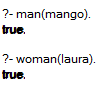 ?- man(mango).
true.
?- woman(laura).
true.